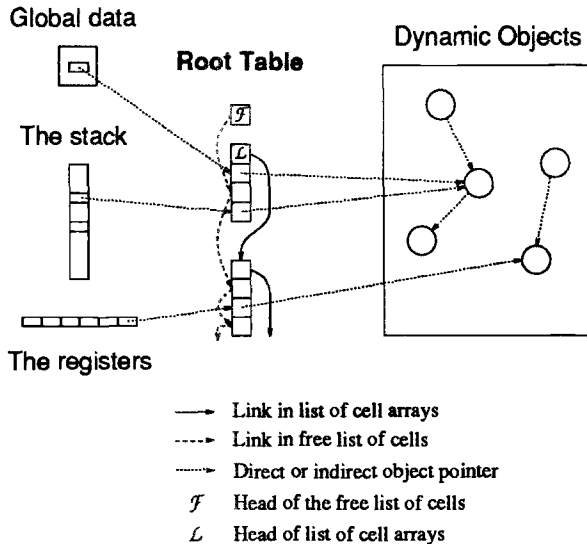 Global data
Dynamic Objects
Root Table
ℱ
The stack
ℒ
The registers
Link in list of cell arrays
Link in free list of cells
Direct or indirect object pointer
ℱ Head of the free list of cells
ℒ Head of list of cell arrays